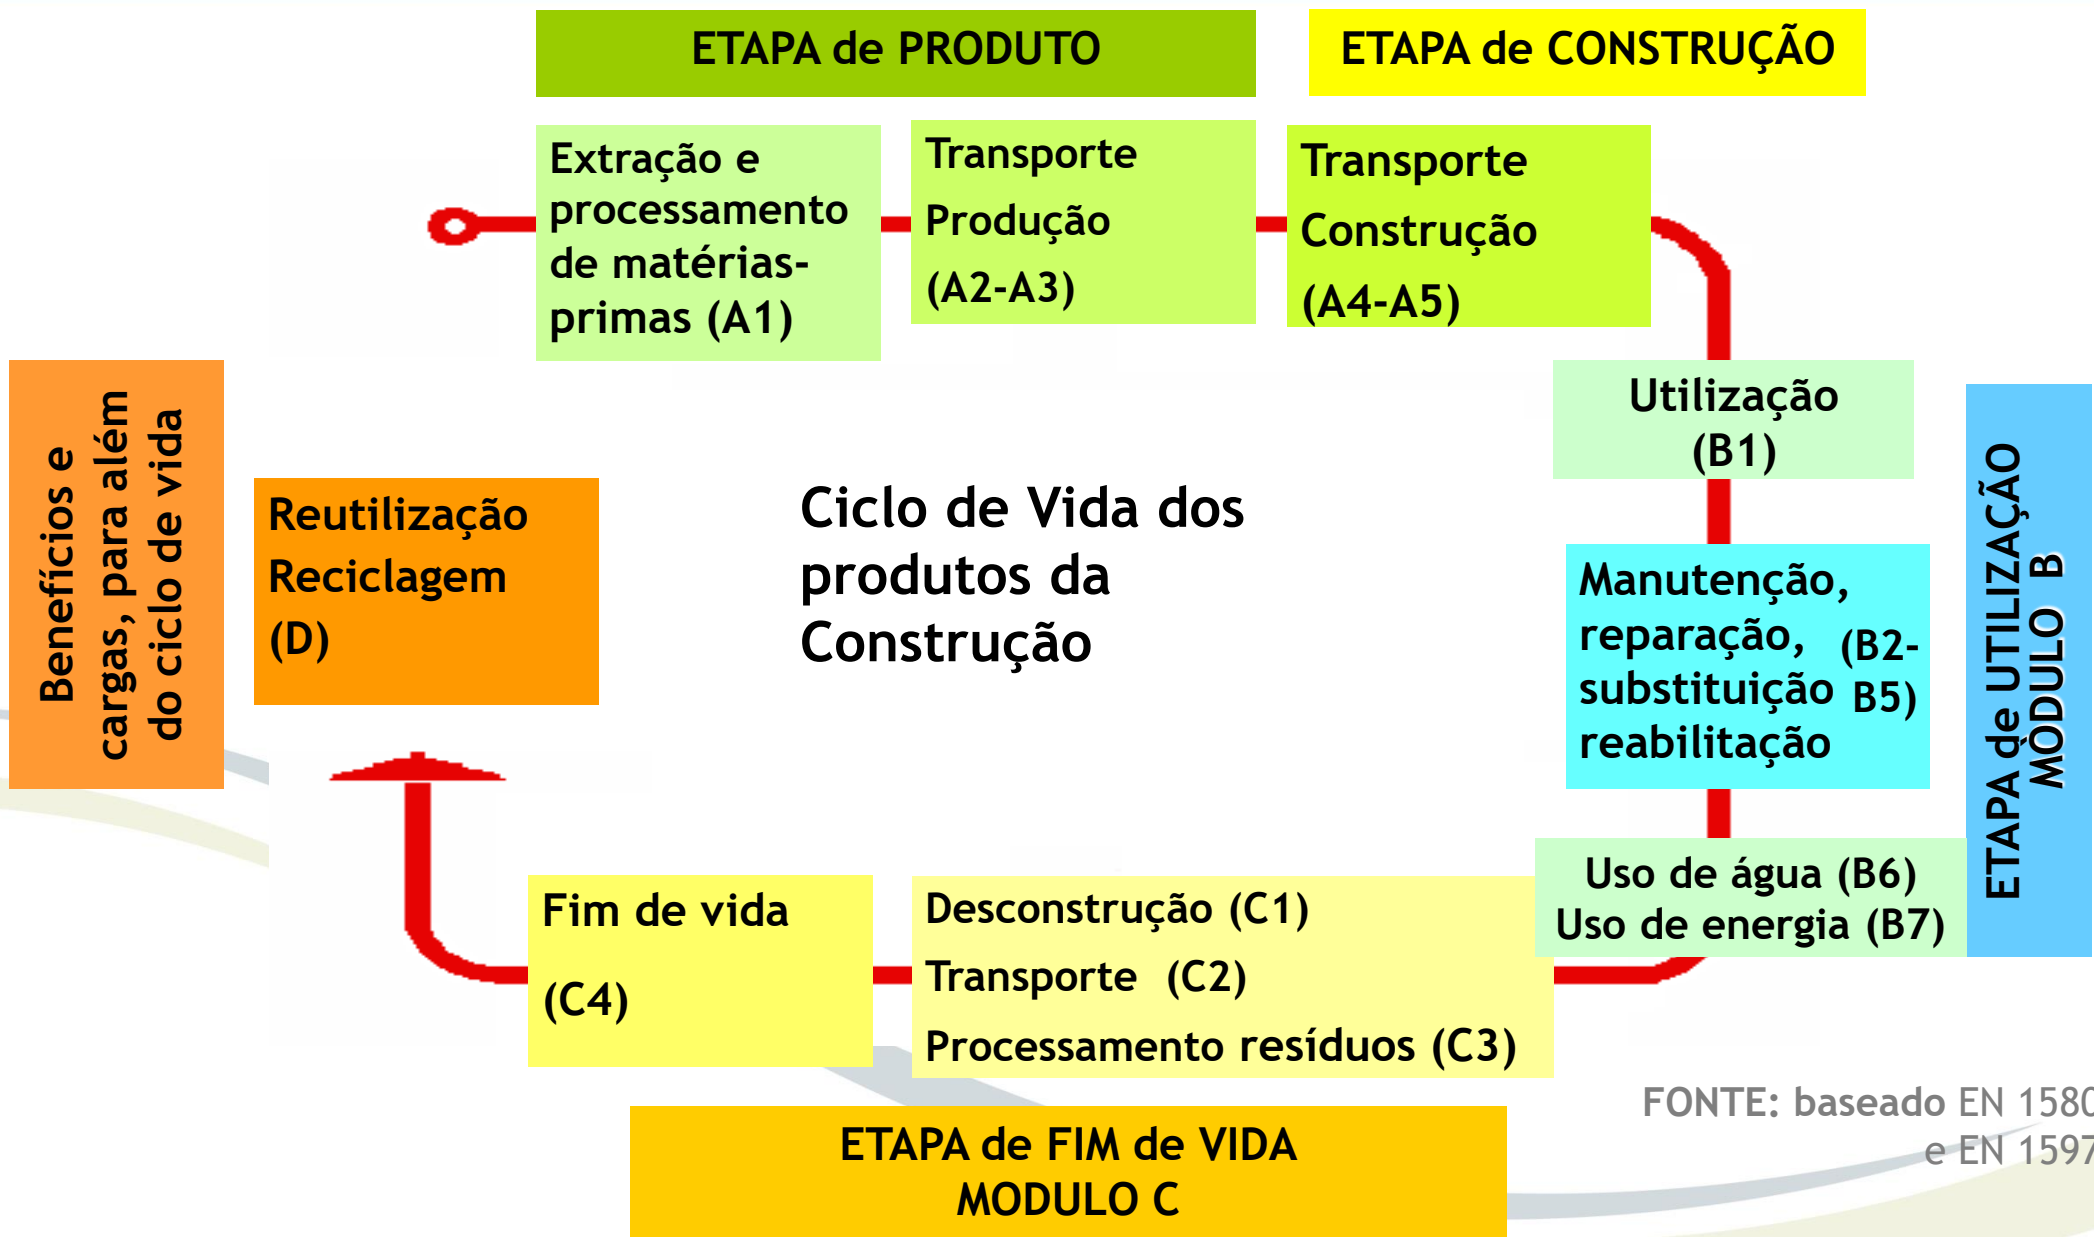 ETAPA de PRODUTO
ETAPA de CONSTRUÇÃO
Extração e
processamento
de matérias-
primas (A1)
Transporte
Produção
(A2-A3)
Transporte
Construção
(A4-A5)
Utilização
(B1)
Manutenção,
reparação,
substituição
reabilitação
(B2-
B5)
ETAPA de UTILIZAÇÃO
MÒDULO B
Uso de água (B6)
Uso de energia (B7)
Ciclo de Vida dos
produtos da
Construção
Benefícios e
cargas, para além
do ciclo de vida
Reutilização
Reciclagem
(D)
Fim de vida
(C4)
Desconstrução (C1)
Transporte (C2)
Processamento resíduos (C3)
ETAPA de FIM de VIDA
MODULO C
FONTE: baseado EN 1580
e EN 1597